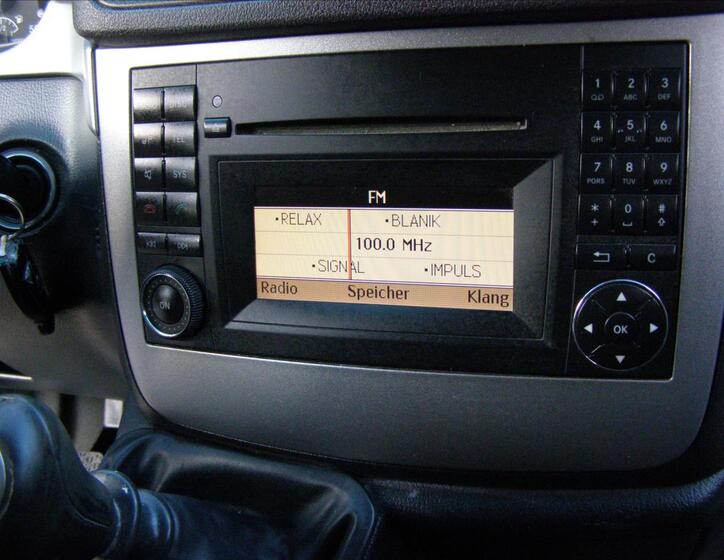 FM
•RELAX •BLANIK
100.0 MHz
•SIGNAL •IMPULS
Radio Speicher Klang
TEL
SYS
ON
1 2 ABC 3 DEF
4 GHI 5 JKL 6 MNO
7 PQRS 8 TUV 9 WXYZ
* + 0 #
C
OK